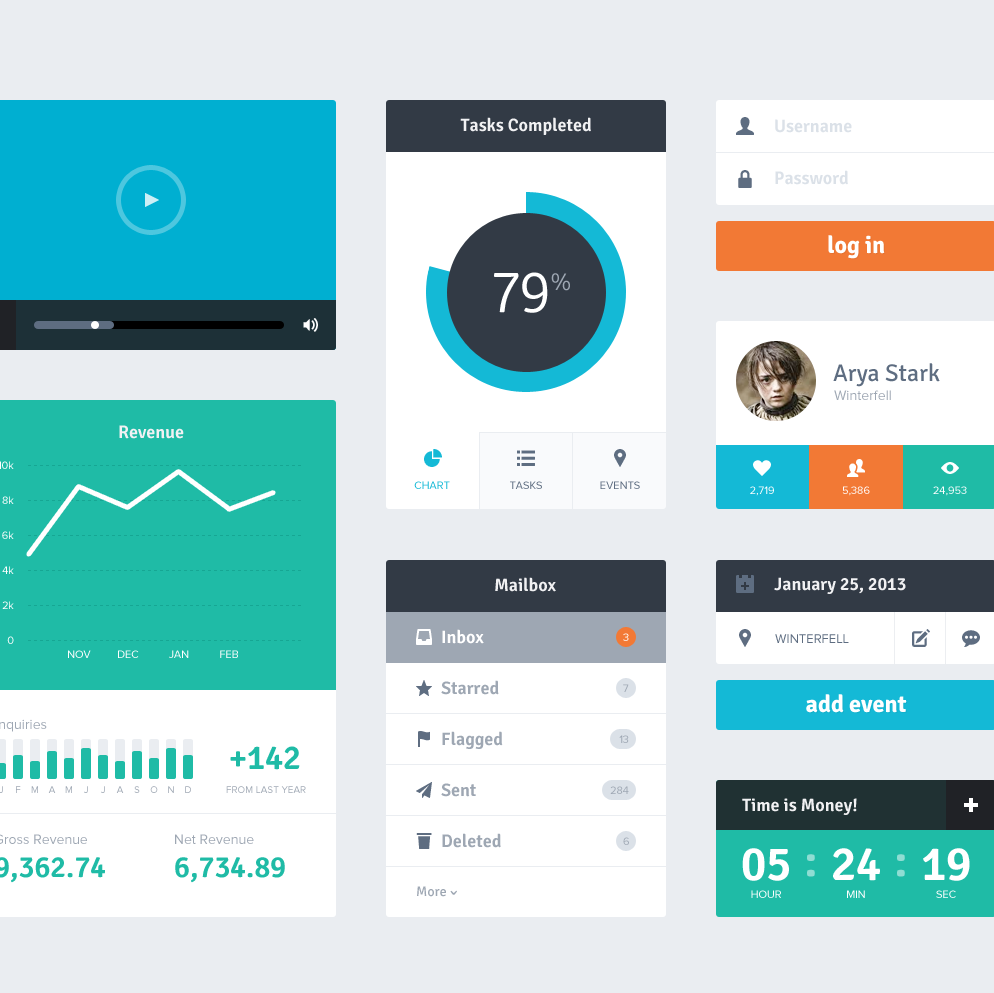 Tasks Completed
79%
CHART
TASKS
EVENTS
Username
Password
log in
Arya Stark
Winterfell
2,719
5,386
24,953
Revenue
10k
8k
6k
4k
2k
0
NOV DEC JAN FEB
nquiries
J F M A M J J A S O N D
+142
FROM LAST YEAR
Gross Revenue
9,362.74
Net Revenue
6,734.89
Mailbox
Inbox 3
Starred 7
Flagged 13
Sent 284
Deleted 6
More
January 25, 2013
WINTERFELL
add event
Time is Money!
05 : 24 : 19
HOUR MIN SEC